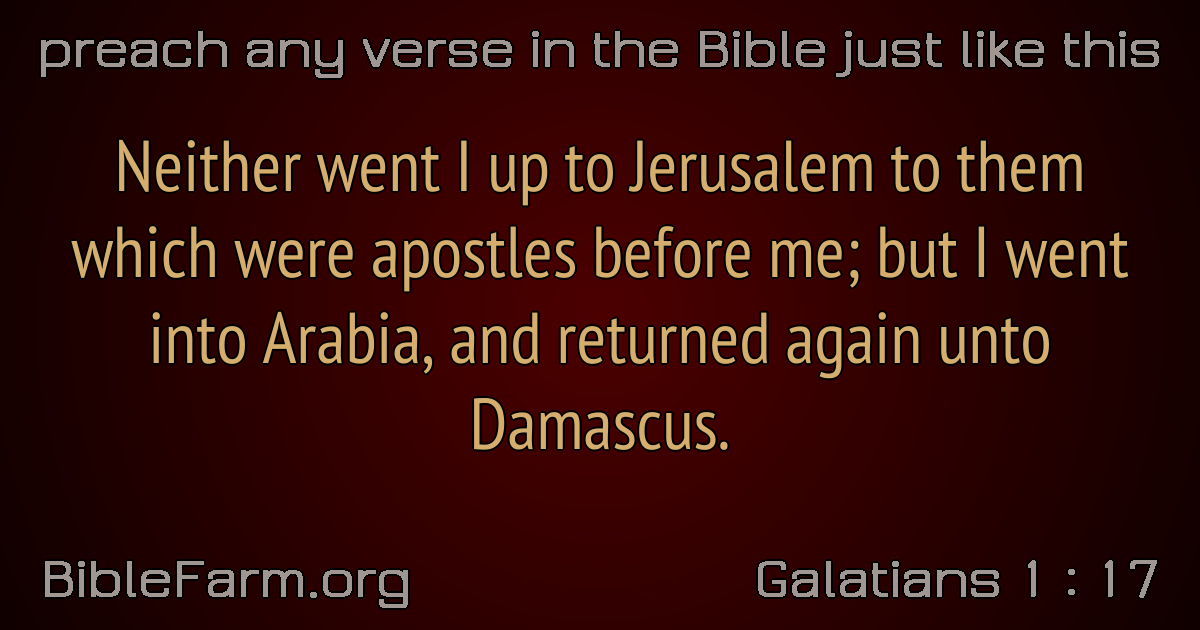 preach any verse in the Bible just like this
Neither went I up to Jerusalem to them
which were apostles before me; but I went
into Arabia, and returned again unto
Damascus.
BibleFarm.org
Galatians 1 : 17